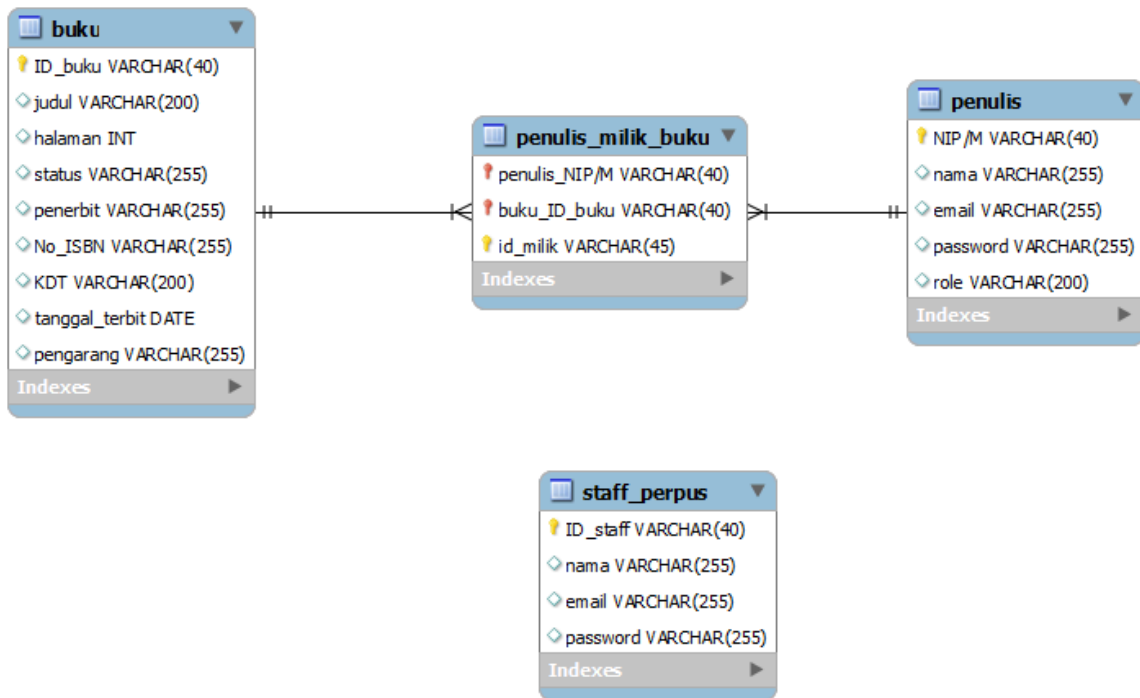 buku
ID_buku VARCHAR(40)
judul VARCHAR(200)
halaman INT
status VARCHAR(255)
penerbit VARCHAR(255)
No_ISBN VARCHAR(255)
KDT VARCHAR(200)
tanggal_terbit DATE
pengarang VARCHAR(255)
Indexes
penulis_milik_buku
penulis_NIP/M VARCHAR(40)
buku_ID_buku VARCHAR(40)
id_milik VARCHAR(45)
Indexes
penulis
NIP/M VARCHAR(40)
nama VARCHAR(255)
email VARCHAR(255)
password VARCHAR(255)
role VARCHAR(200)
Indexes
staff_perpus
ID_staff VARCHAR(40)
nama VARCHAR(255)
email VARCHAR(255)
password VARCHAR(255)
Indexes